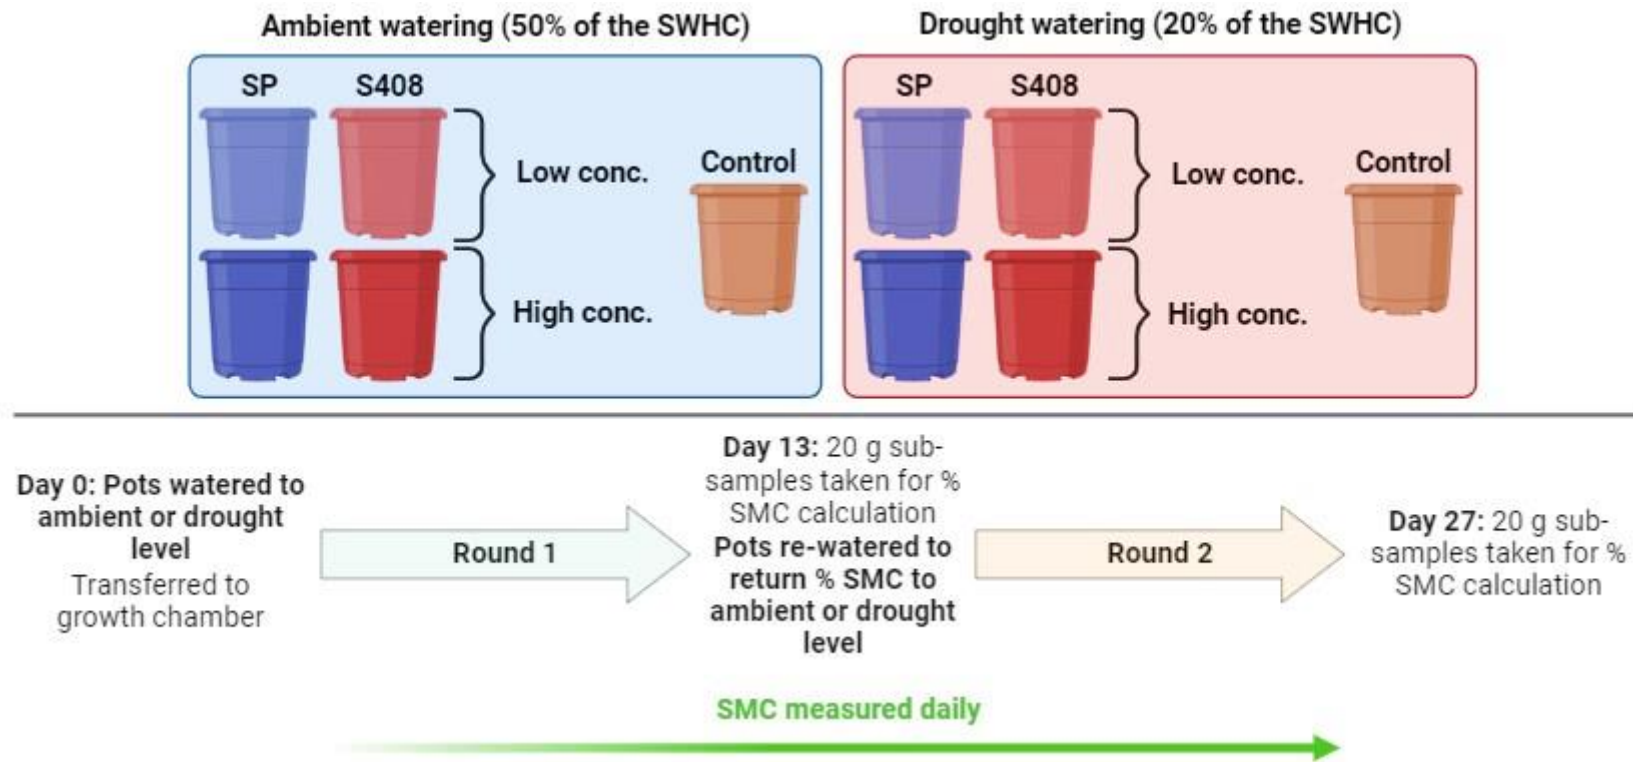 Ambient watering (50% of the SWHC)
SP S408
Low conc.
Control
High conc.
Drought watering (20% of the SWHC)
SP S408
Low conc.
Control
High conc.
Day 0: Pots watered to
ambient or drought
level
Transferred to
growth chamber
Round 1
Day 13: 20 g sub-
samples taken for %
SMC calculation
Pots re-watered to
return % SMC to
ambient or drought
level
Round 2
Day 27: 20 g sub-
samples taken for %
SMC calculation
SMC measured daily